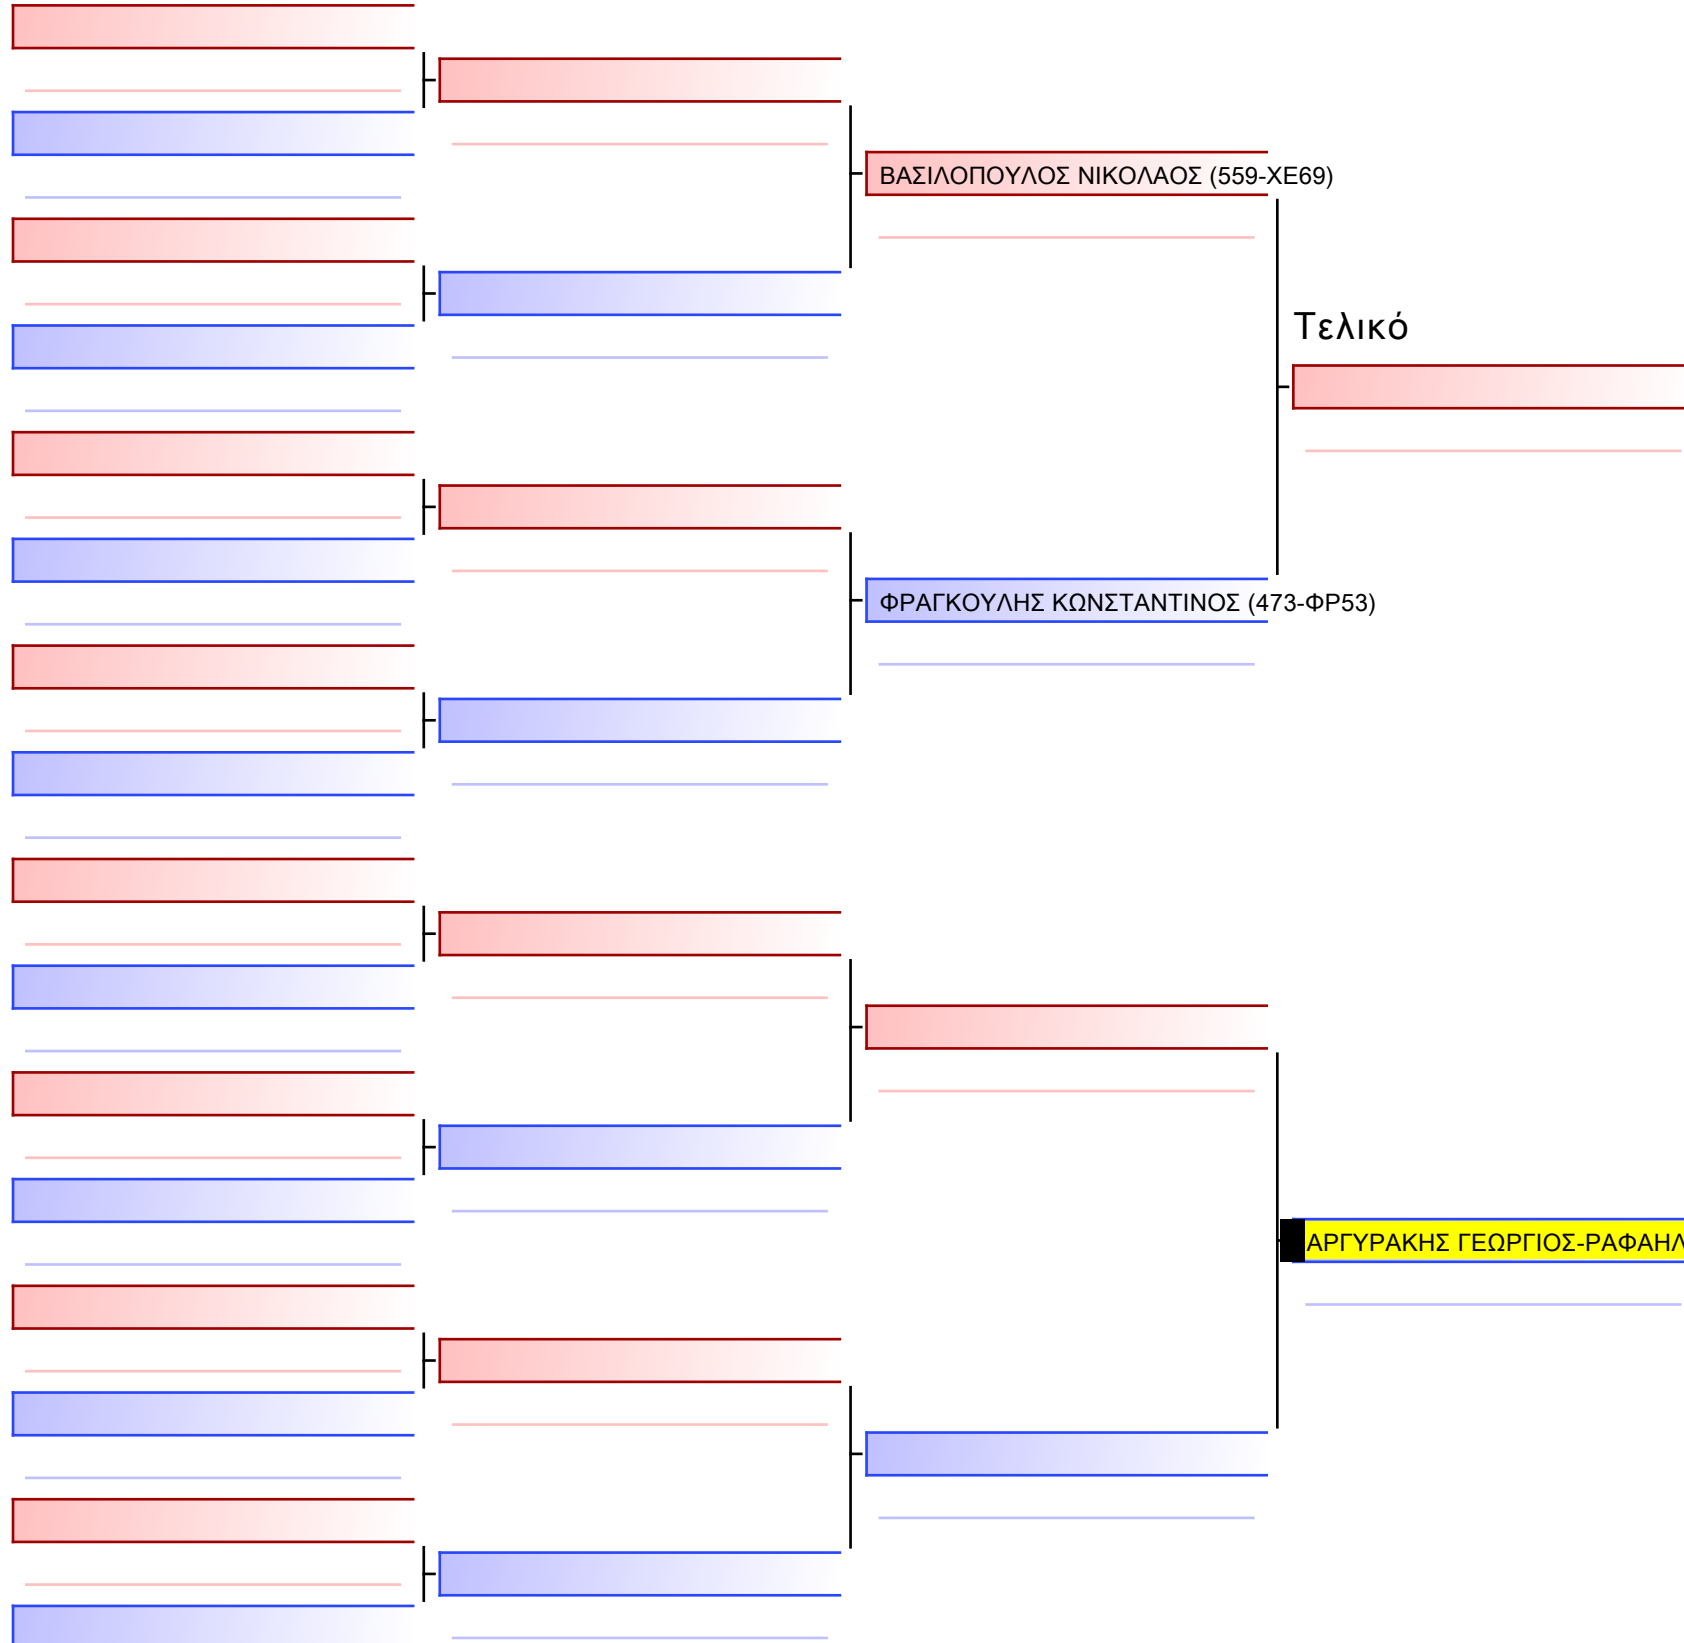 ΒΑΣΙΛΟΠΟΥΛΟΣ ΝΙΚΟΛΑΟΣ (559-ΧΕ69)
Τελικό
ΦΡΑΓΚΟΥΛΗΣ ΚΩΝΣΤΑΝΤΙΝΟΣ (473-ΦΡ53)
ΑΡΓΥΡΑΚΗΣ ΓΕΩΡΓΙΟΣ-ΡΑΦΑΗΛ